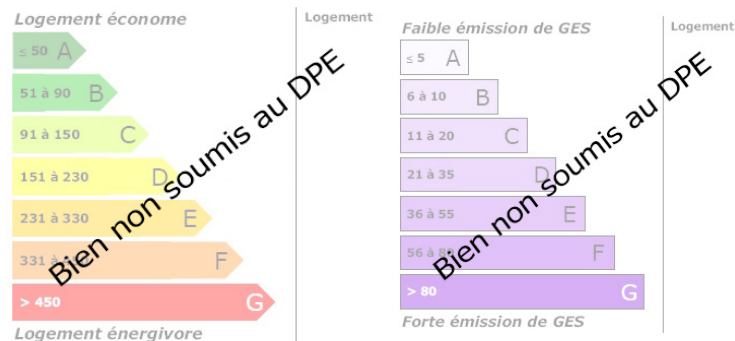 Logement économe
Logement
≤ 50 A
51 à 90 B
91 à 150 C
151 à 230 D
231 à 330 E
331 à F
> 450 G
Logement énergivore
Bien non soumis au DPE
Faible émission de GES
Logement
≤ 5 A
6 à 10 B
11 à 20 C
21 à 35 D
36 à 55 E
56 à 80 F
> 80 G
Forte émission de GES
Bien non soumis au DPE